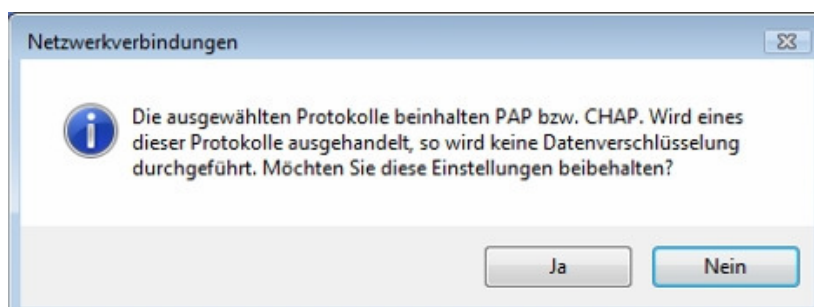 Netzwerkverbindungen
Die ausgewählten Protokolle beinhalten PAP bzw. CHAP. Wird eines
dieser Protokolle ausgehandelt, so wird keine Datenverschlüsselung
durchgeführt. Möchten Sie diese Einstellungen beibehalten?
Ja
Nein